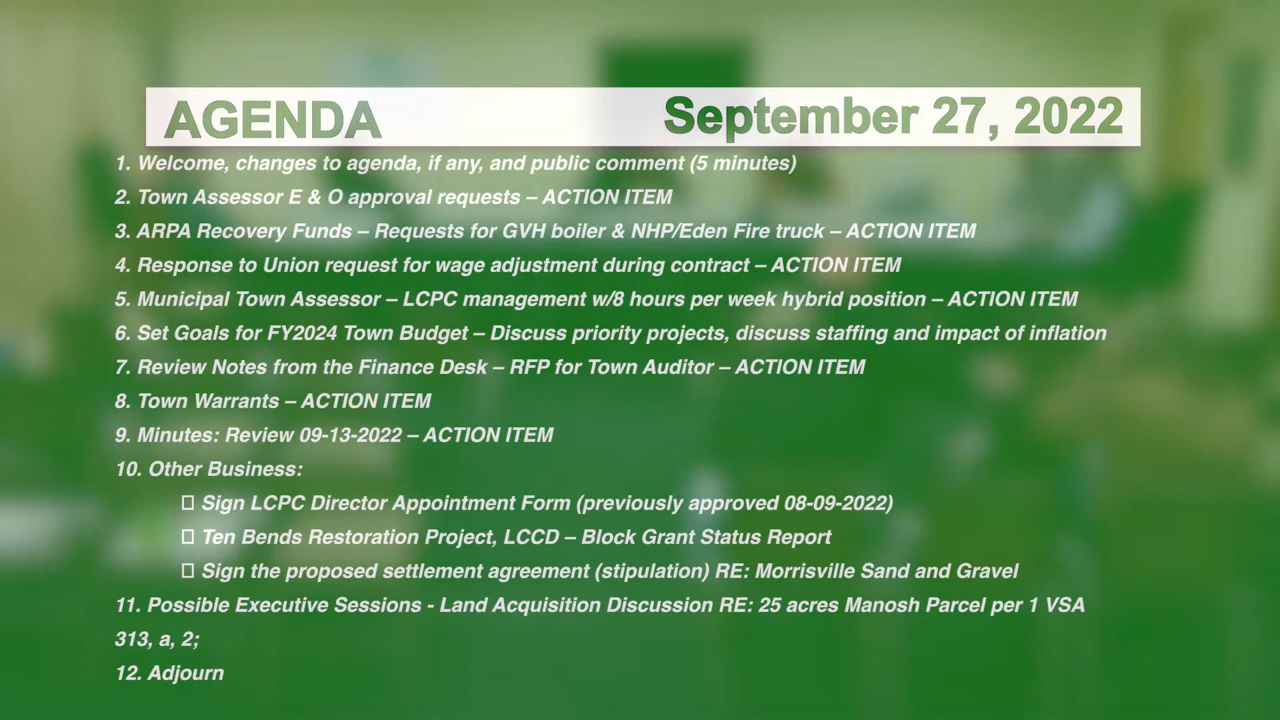 AGENDA September 27, 2022
1. Welcome, changes to agenda, if any, and public comment (5 minutes)
2. Town Assessor E & O approval requests – ACTION ITEM
3. ARPA Recovery Funds – Requests for GVH boiler & NHP/Eden Fire truck – ACTION ITEM
4. Response to Union request for wage adjustment during contract – ACTION ITEM
5. Municipal Town Assessor – LCPC management w/8 hours per week hybrid position – ACTION ITEM
6. Set Goals for FY2024 Town Budget – Discuss priority projects, discuss staffing and impact of inflation
7. Review Notes from the Finance Desk – RFP for Town Auditor – ACTION ITEM
8. Town Warrants – ACTION ITEM
9. Minutes: Review 09-13-2022 – ACTION ITEM
10. Other Business:
☐ Sign LCPC Director Appointment Form (previously approved 08-09-2022)
☐ Ten Bends Restoration Project, LCCD – Block Grant Status Report
☐ Sign the proposed settlement agreement (stipulation) RE: Morrisville Sand and Gravel
11. Possible Executive Sessions - Land Acquisition Discussion RE: 25 acres Manosh Parcel per 1 VSA
313, a, 2;
12. Adjourn